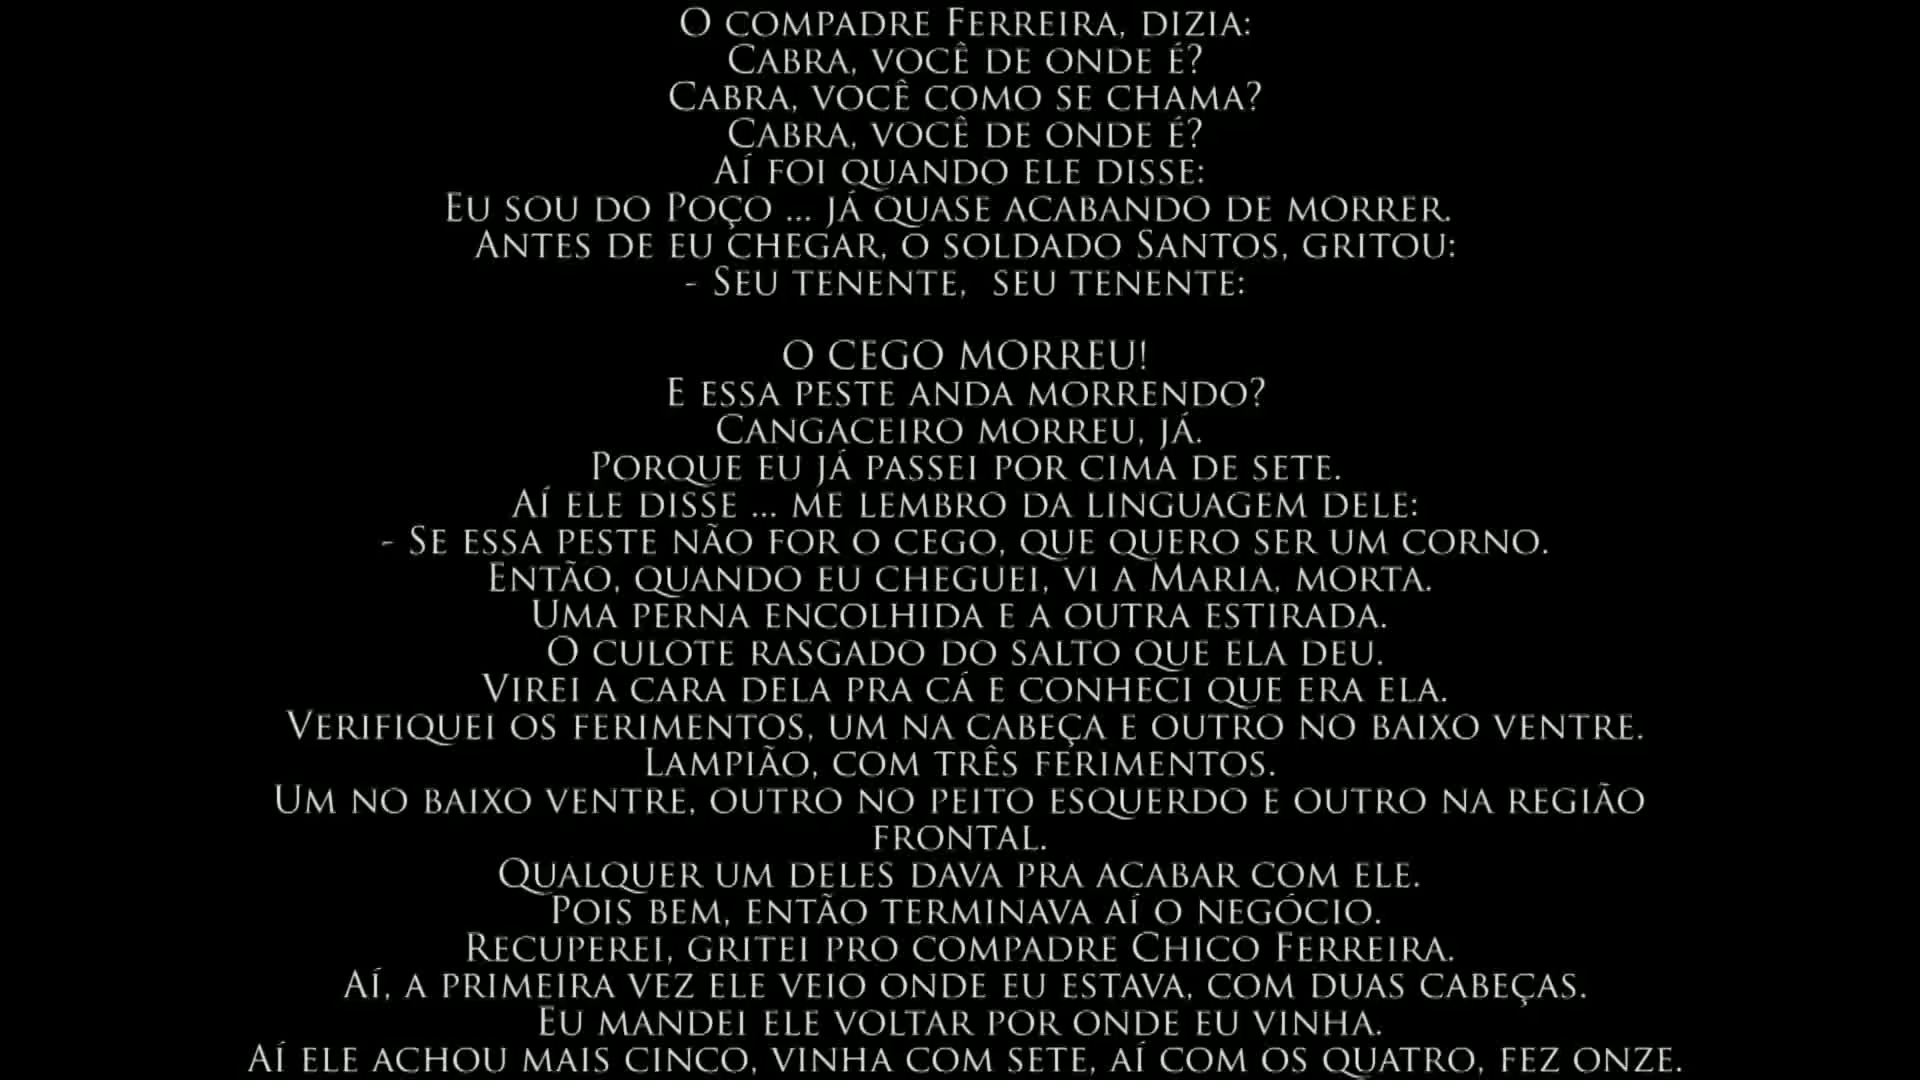 O compadre Ferreira, dizia:
Cabra, você de onde é?
Cabra, você como se chama?
Cabra, você de onde é?
Aí foi quando ele disse:
Eu sou do Poço ... já quase acabando de morrer.
Antes de eu chegar, o soldado Santos, gritou:
- Seu tenente, seu tenente:
O CEGO MORREU!
E essa peste anda morrendo?
Cangaceiro morreu, já.
Porque eu já passei por cima de sete.
Aí ele disse ... me lembro da linguagem dele:
- Se essa peste não for o cego, que quero ser um corno.
Então, quando eu cheguei, vi a Maria, morta.
Uma perna encolhida e a outra estirada.
O culote rasgado do salto que ela deu.
Virei a cara dela pra cá e conheci que era ela.
Verifiquei os ferimentos, um na cabeça e outro no baixo ventre.
Lampião, com três ferimentos.
Um no baixo ventre, outro no peito esquerdo e outro na região
frontal.
Qualquer um deles dava pra acabar com ele.
Pois bem, então terminava aí o negócio.
Recuperei, gritei pro compadre Chico Ferreira.
Aí, a primeira vez ele veio onde eu estava, com duas cabeças.
Eu mandei ele voltar por onde eu vinha.
Aí ele achou mais cinco, vinha com sete, aí com os quatro, fez onze.